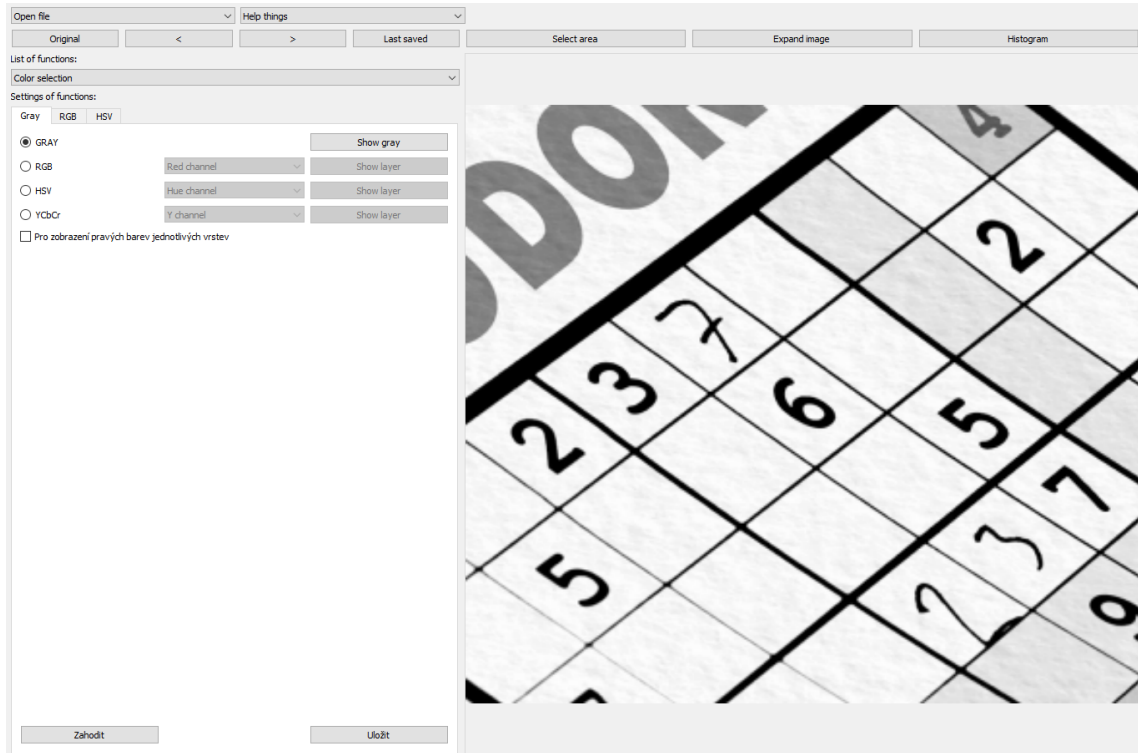 Open file Help things
Original < > Last saved Select area Expand image Histogram
List of functions:
Color selection
Settings of functions:
Gray RGB HSV
GRAY Show gray
RGB Red channel Show layer
HSV Hue channel Show layer
YCbCr Y channel Show layer
Pro zobrazení pravých barev jednotlivých vrstev
Zahodit Uložit
DOK
4
2
7
3 6 5
2 7
5 3
2 9